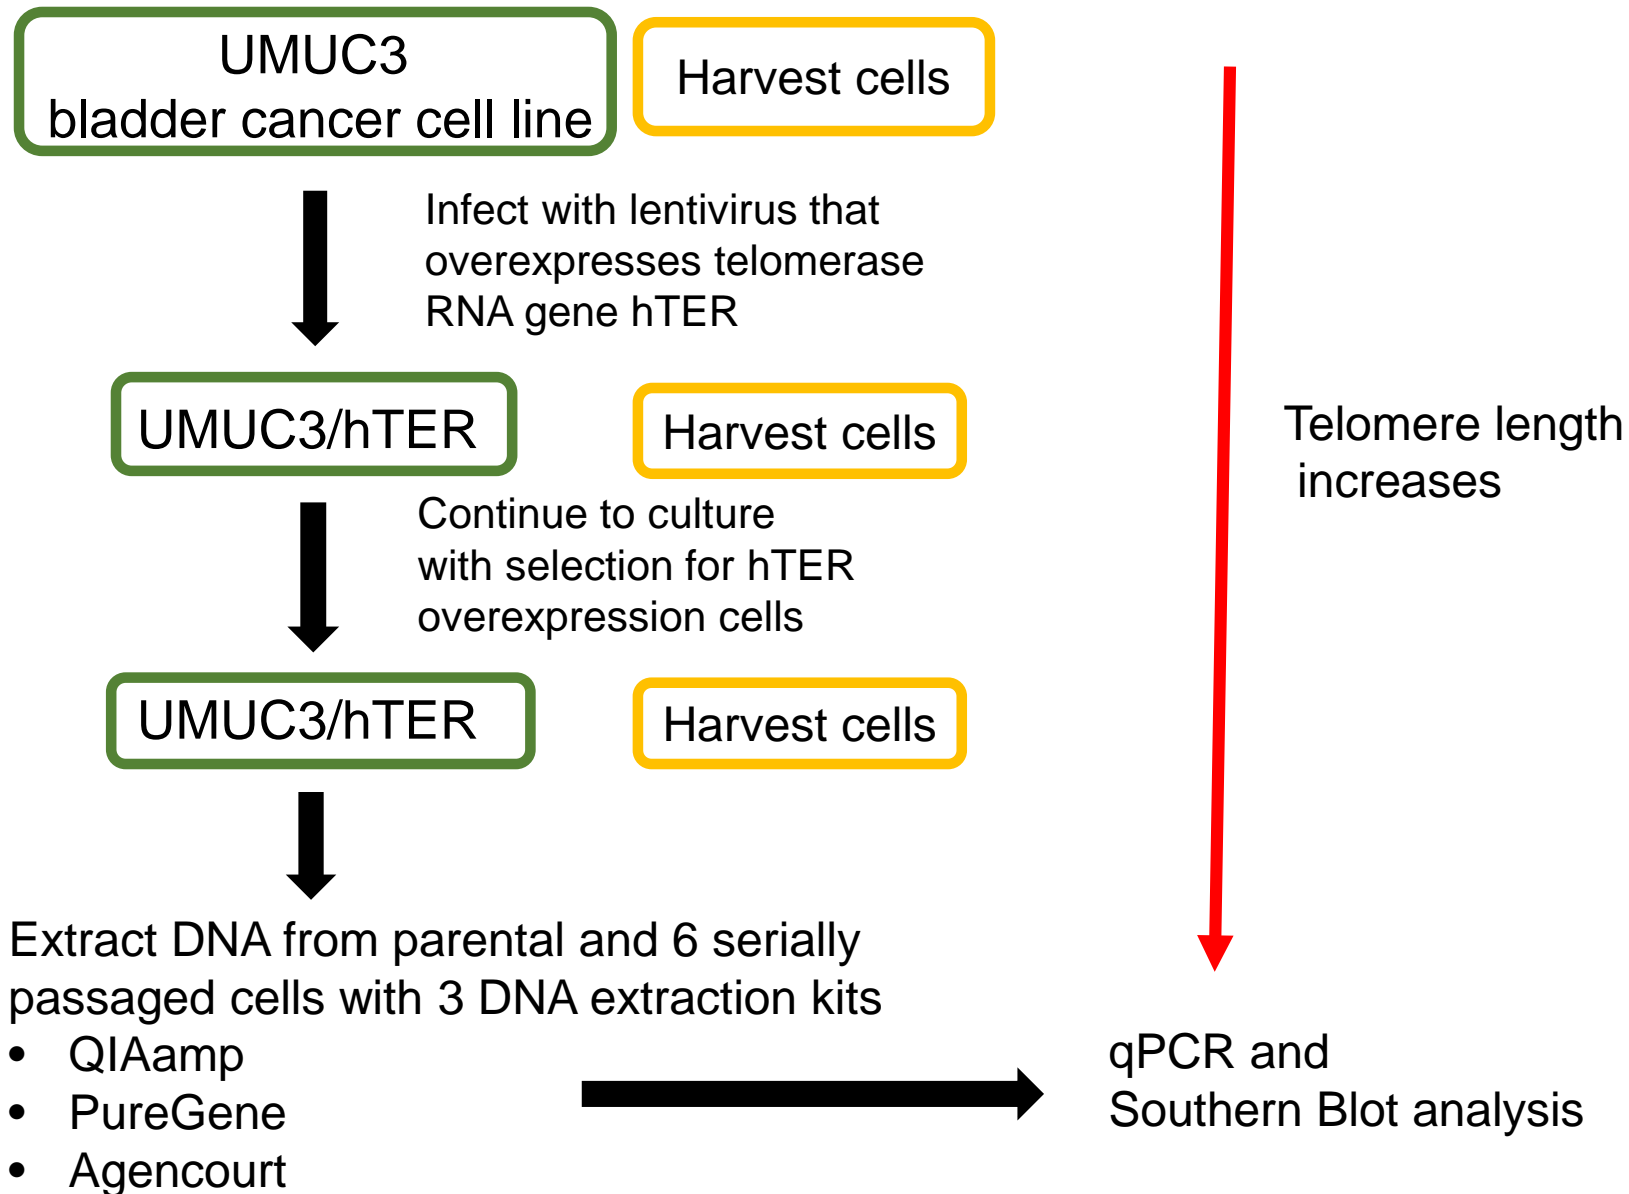 UMUC3
bladder cancer cell line
Harvest cells
Infect with lentivirus that
overexpresses telomerase
RNA gene hTER
UMUC3/hTER
Harvest cells
Telomere length
increases
Continue to culture
with selection for hTER
overexpression cells
UMUC3/hTER
Harvest cells
Extract DNA from parental and 6 serially
passaged cells with 3 DNA extraction kits
• QIAamp
• PureGene
• Agencourt
qPCR and
Southern Blot analysis